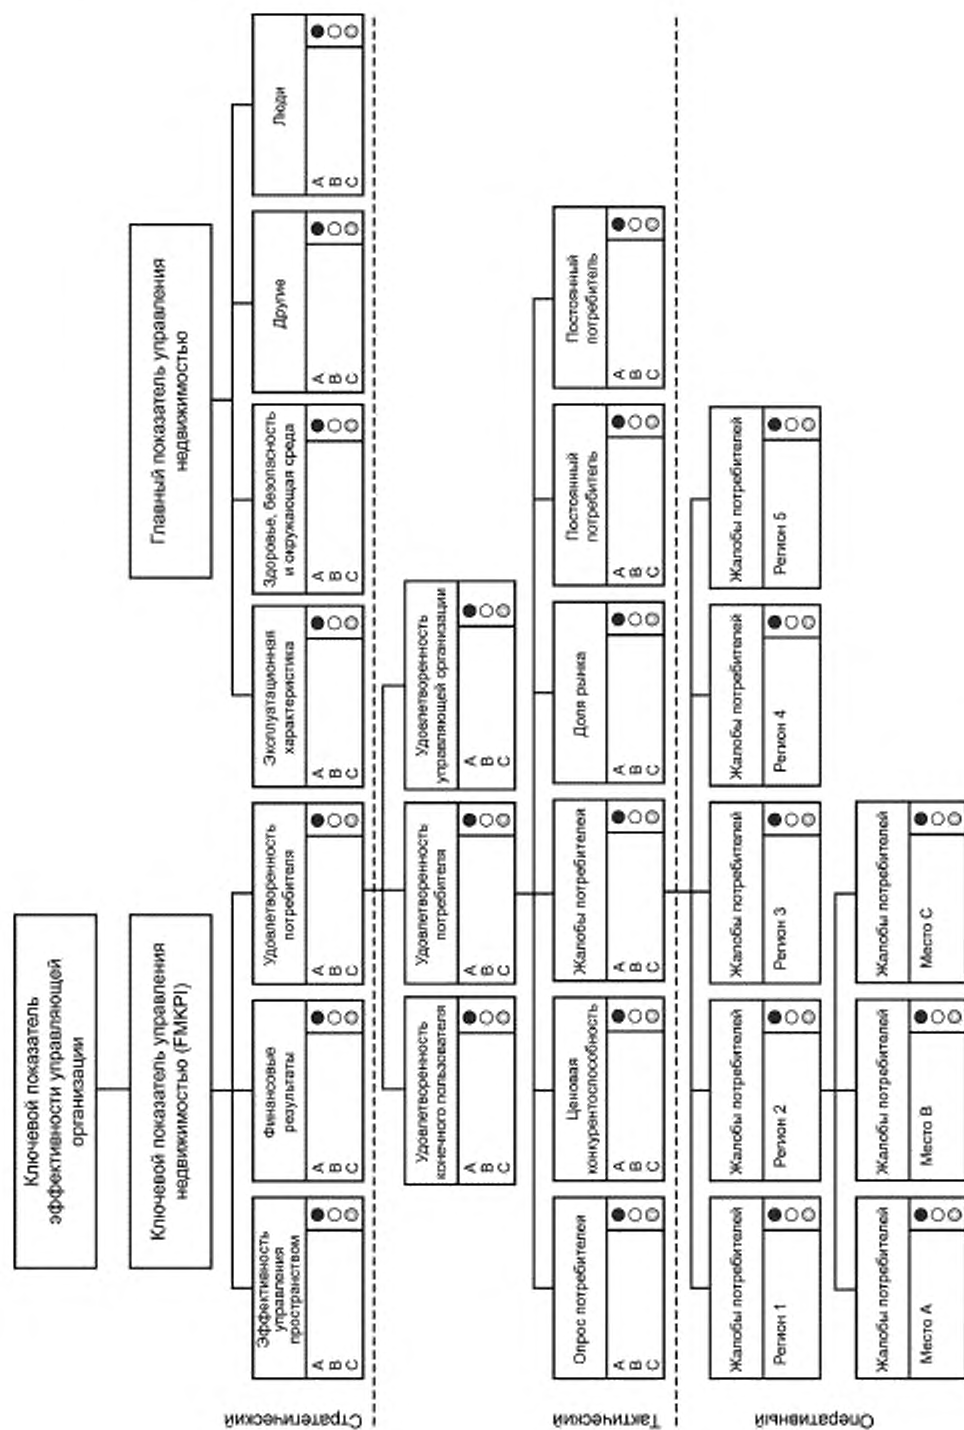 Ключевой показатель
эффективности управляющей
организации
Ключевой показатель управления
недвижимостью (FMKPI)
Главный показатель управления
недвижимостью
Стратегический
Эффективность
управления
пространством
A
B
C
Финансовые
результаты
A
B
C
Удовлетворенность
потребителя
A
B
C
Эксплуатационная
характеристика
A
B
C
Здоровье, безопасность
и окружающая среда
A
B
C
Другие
A
B
C
Люди
A
B
C
Удовлетворенность
конечного пользователя
A
B
C
Удовлетворенность
потребителя
A
B
C
Удовлетворенность
управляющей организации
A
B
C
Тактический
Опрос потребителей
A
B
C
Ценовая
конкурентоспособность
A
B
C
Жалобы потребителей
A
B
C
Доля рынка
A
B
C
Постоянный
потребитель
A
B
C
Постоянный
потребитель
A
B
C
Оперативный
Жалобы потребителей
Регион 1
Жалобы потребителей
Регион 2
Жалобы потребителей
Регион 3
Жалобы потребителей
Регион 4
Жалобы потребителей
Регион 5
Жалобы потребителей
Место A
Жалобы потребителей
Место B
Жалобы потребителей
Место C